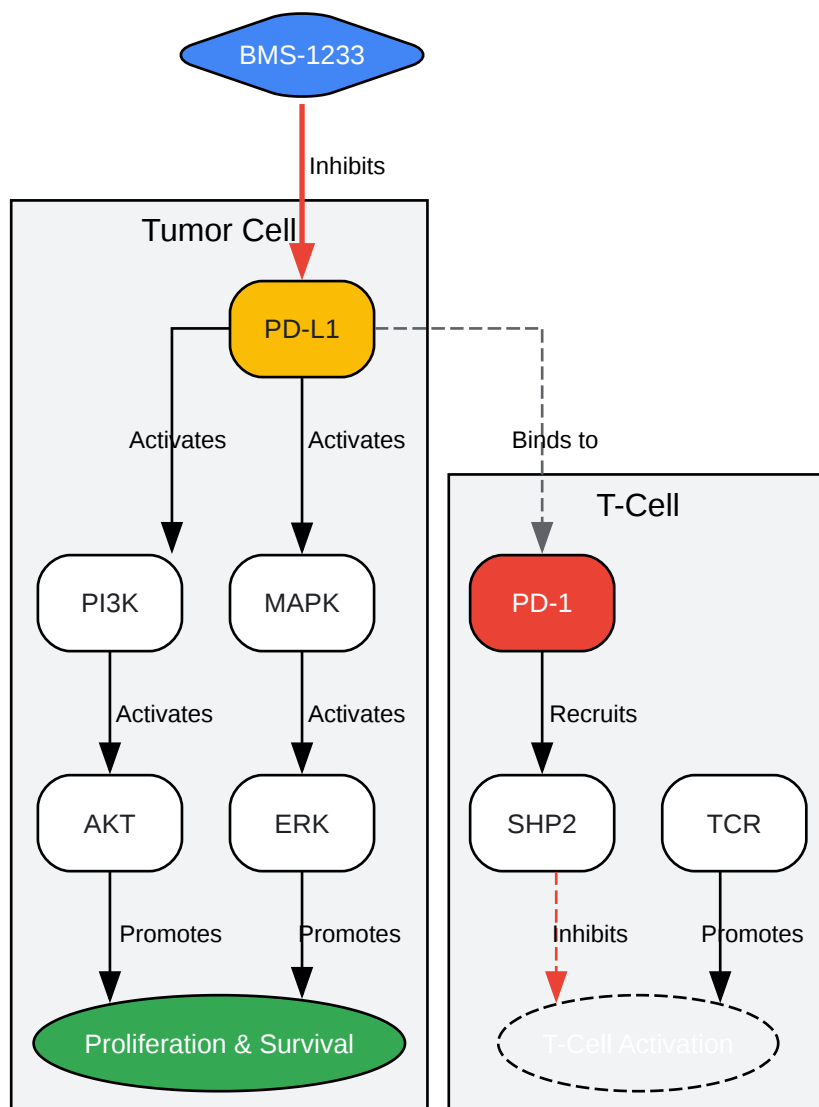 BMS-1233
Inhibits
Tumor Cell
PD-L1
Activates
Activates
Binds to
T-Cell
PI3K
MAPK
PD-1
Activates
Activates
Recruits
AKT
ERK
SHP2
TCR
Promotes
Promotes
Inhibits
Promotes
Proliferation & Survival
T-Cell Activation